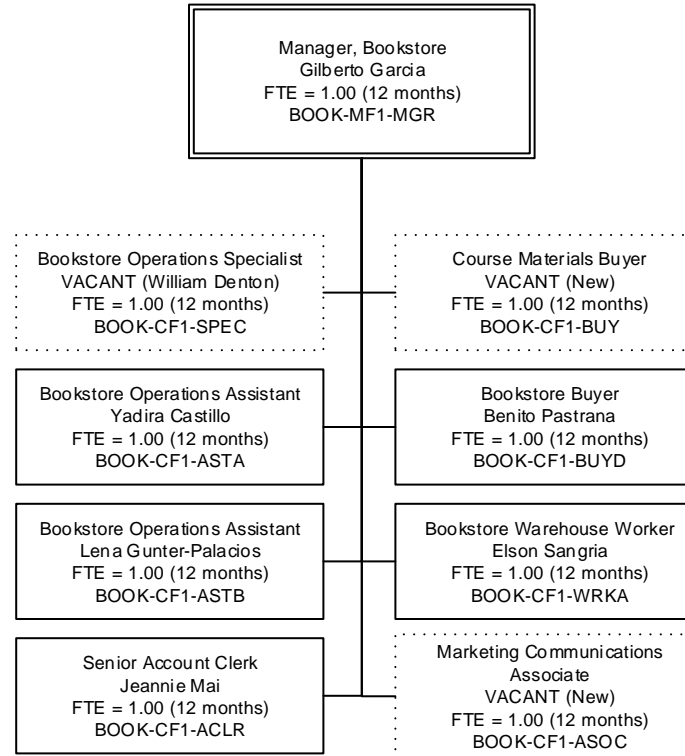 Manager, Bookstore
Gilberto Garcia
FTE = 1.00 (12 months)
BOOK-MF1-MGR
Bookstore Operations Specialist
VACANT (William Denton)
FTE = 1.00 (12 months)
BOOK-CF1-SPEC
Course Materials Buyer
VACANT (New)
FTE = 1.00 (12 months)
BOOK-CF1-BUY
Bookstore Operations Assistant
Yadira Castillo
FTE = 1.00 (12 months)
BOOK-CF1-ASTA
Bookstore Buyer
Benito Pastrana
FTE = 1.00 (12 months)
BOOK-CF1-BUYD
Bookstore Operations Assistant
Lena Gunter-Palacios
FTE = 1.00 (12 months)
BOOK-CF1-ASTB
Bookstore Warehouse Worker
Elson Sangria
FTE = 1.00 (12 months)
BOOK-CF1-WRKA
Senior Account Clerk
Jeannie Mai
FTE = 1.00 (12 months)
BOOK-CF1-ACLR
Marketing Communications
Associate
VACANT (New)
FTE = 1.00 (12 months)
BOOK-CF1-ASOC